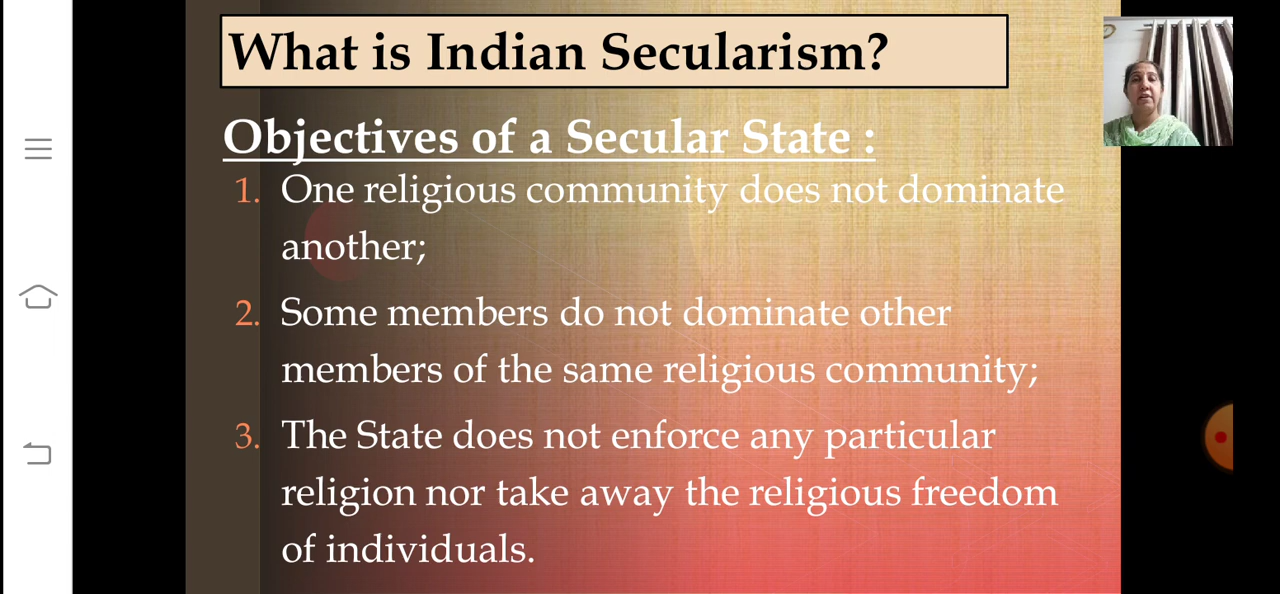 What is Indian Secularism?
Objectives of a Secular State :
1. One religious community does not dominate
another;
2. Some members do not dominate other
members of the same religious community;
3. The State does not enforce any particular
religion nor take away the religious freedom
of individuals.